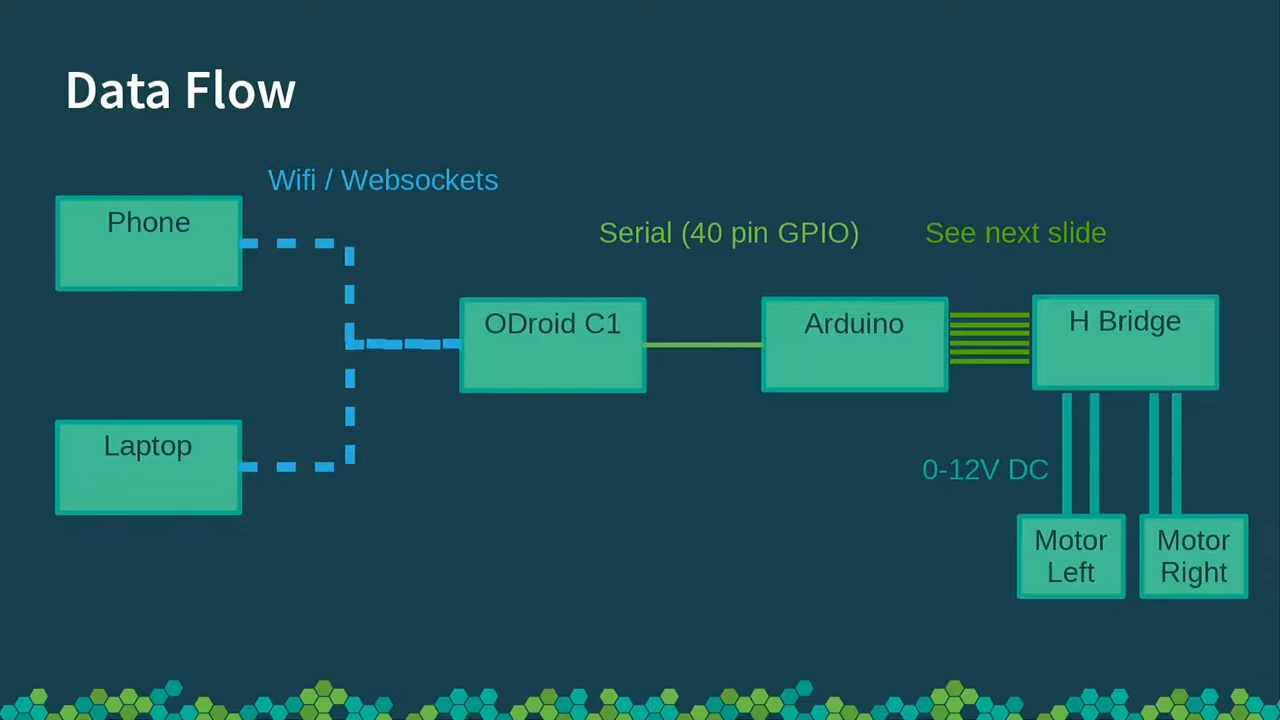 Data Flow
Wifi / Websockets
Phone
Serial (40 pin GPIO)
See next slide
ODroid C1
Arduino
H Bridge
Laptop
0-12V DC
Motor
Left
Motor
Right